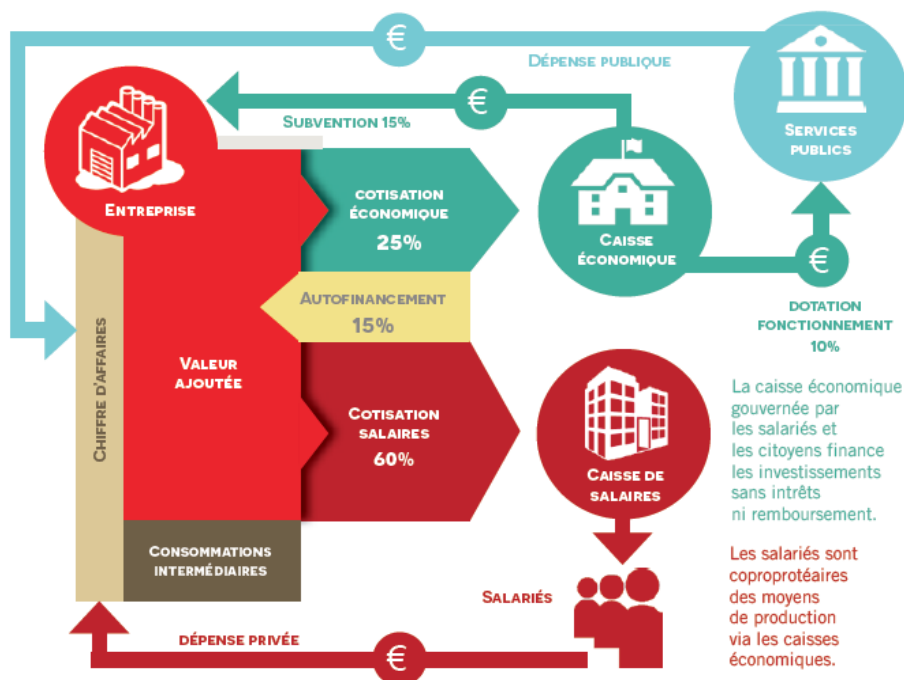 €
DÉPENSE PUBLIQUE
SERVICES
PUBLICS
€
SUBVENTION 15%
ENTREPRISE
COTISATION
ÉCONOMIQUE
25%
CAISSE
ÉCONOMIQUE
€
DOTATION
FONCTIONNEMENT
10%
AUTOFINANCEMENT
15%
CHIFFRE D'AFFAIRES
VALEUR
AJOUTÉE
COTISATION
SALAIRES
60%
CAISSE DE
SALAIRES
La caisse économique
gouvernée par
les salariés et
les citoyens finance
les investissements
sans intrêts
ni remboursement.
CONSOMMATIONS
INTERMÉDIAIRES
SALARIÉS
Les salariés sont
coproprotéaires
des moyens
de production
via les caisses
économiques.
DÉPENSE PRIVÉE
€